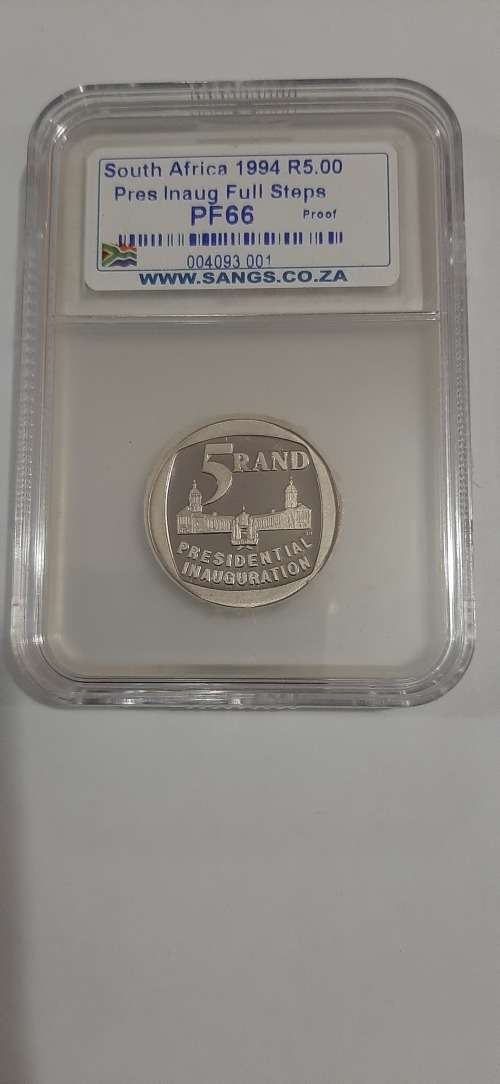 South Africa 1994 R5.00
Pres Inaug Full Steps
PF66 Proof
004093 001
WWW.SANGS.CO.ZA
5 RAND
PRESIDENTIAL
INAUGURATION